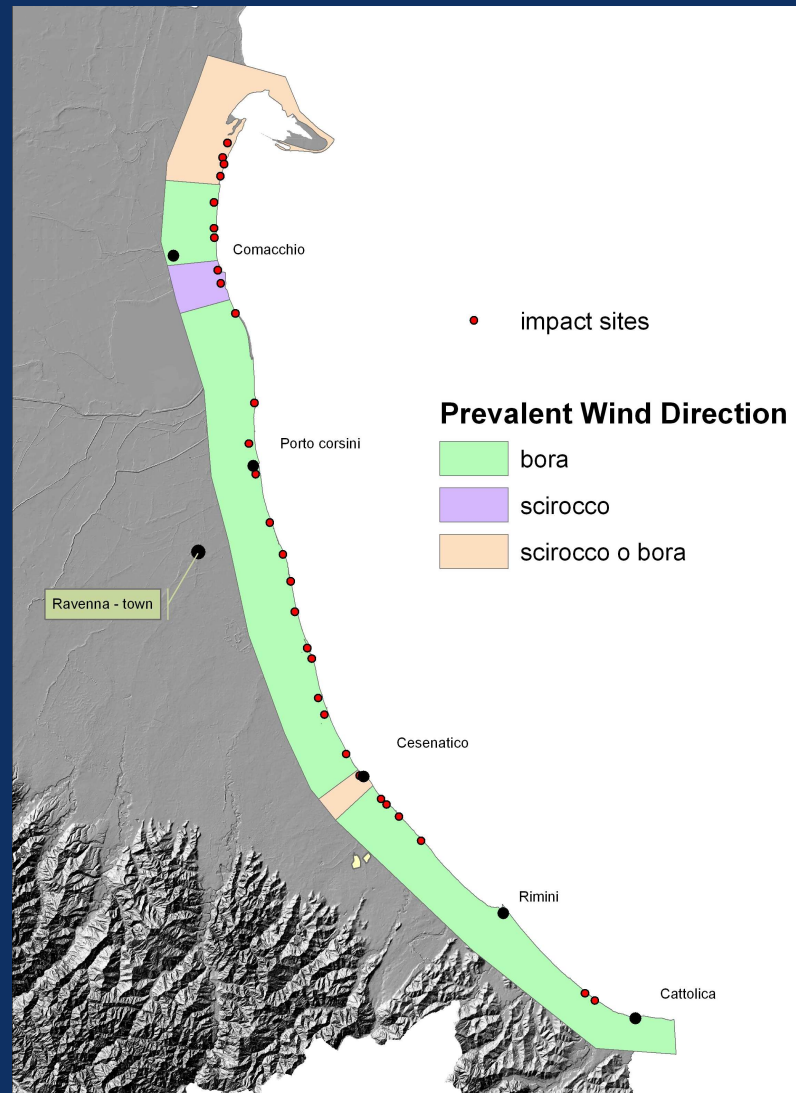 Comacchio
impact sites
Prevalent Wind Direction
bora
Porto corsini
scirocco
scirocco o bora
Ravenna - town
Cesenatico
Rimini
Cattolica